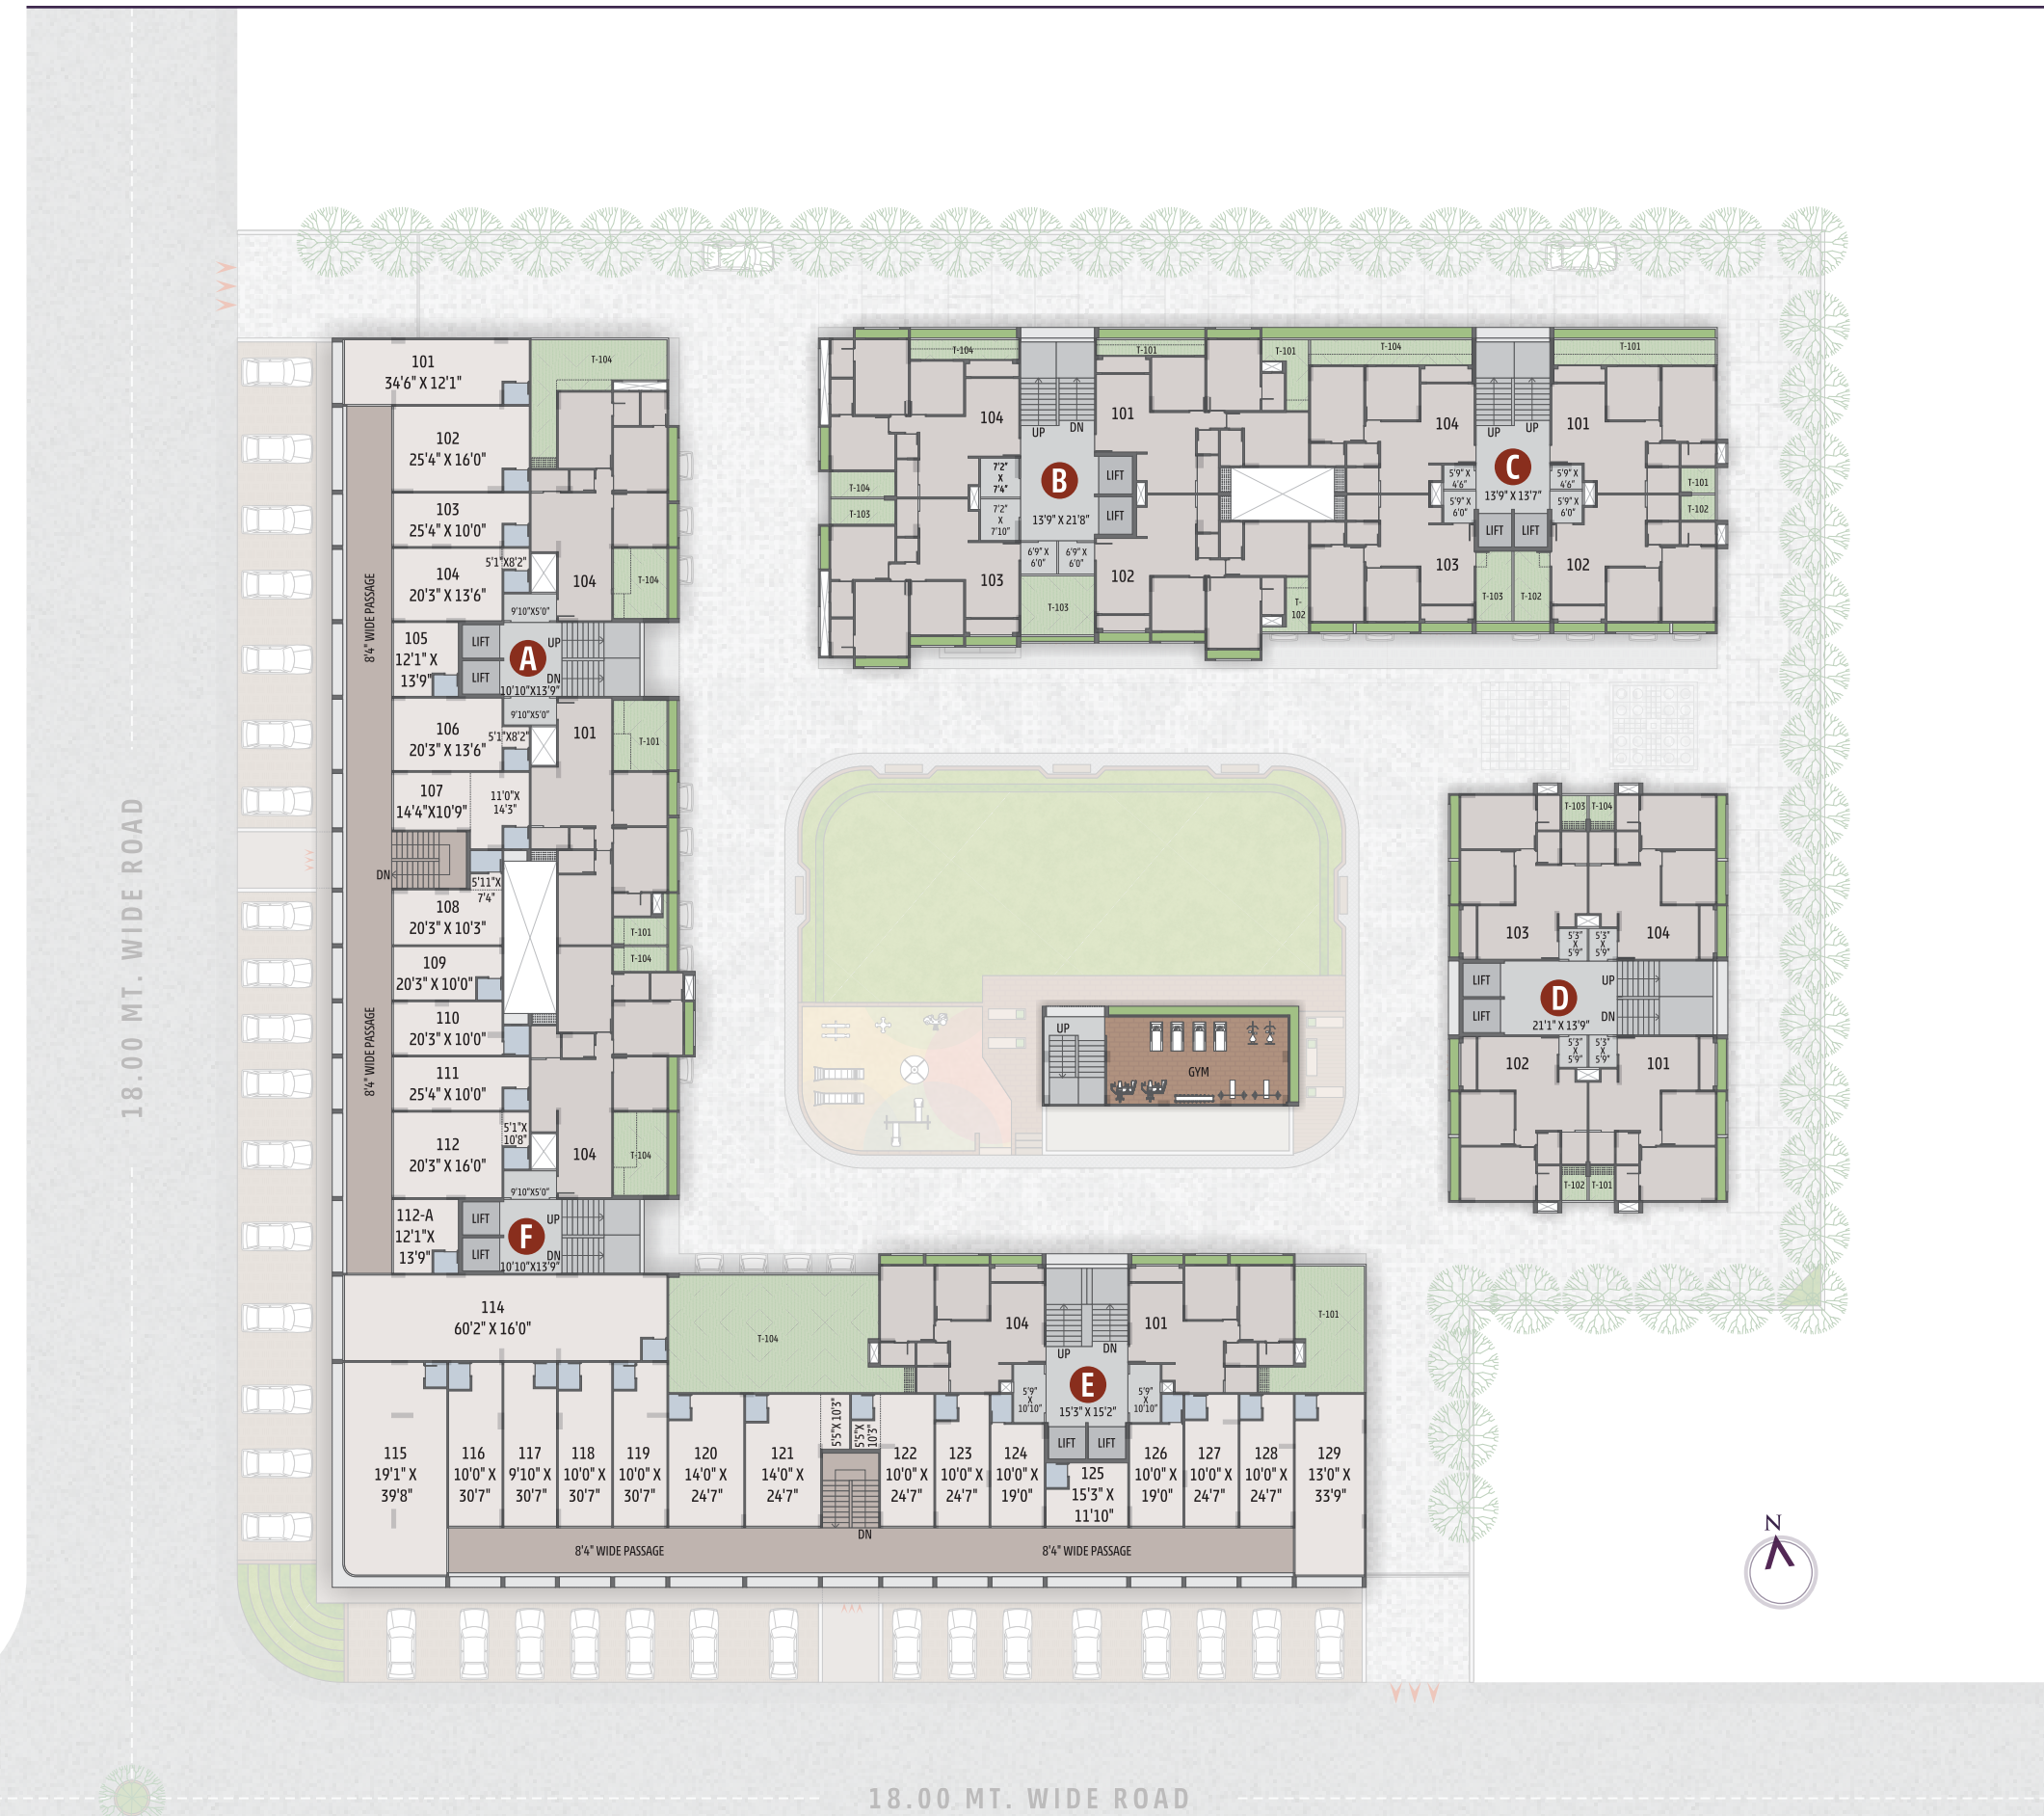 101
34'6" X 12'1"
T-104
102
25'4" X 16'0"
103
25'4" X 10'0"
5'1"X8'2"
104
20'3" X 13'6"
104
T-104
9'10"X5'0"
8'4" WIDE PASSAGE
105
12'1" X
13'9"
LIFT
LIFT
UP
A
DN
10'10"X13'9"
9'10"X5'0"
106
20'3" X 13'6"
5'1"X8'2"
101
T-101
107
14'4"X10'9"
11'0"X
14'3"
DN
5'11"X
7'4"
108
20'3" X 10'3"
T-101
T-104
109
20'3" X 10'0"
110
20'3" X 10'0"
8'4" WIDE PASSAGE
111
25'4" X 10'0"
112
20'3" X 16'0"
5'1"X
10'8"
104
T-104
9'10"X5'0"
112-A
12'1"X
13'9"
LIFT
LIFT
UP
F
DN
10'10"X13'9"
114
60'2" X 16'0"
18.00 MT. WIDE ROAD
T-104
T-101
T-101
T-104
T-101
104
101
UP
DN
B
13'9" X 21'8"
7'2"
X
7'4"
7'2"
X
7'10"
LIFT
LIFT
T-104
T-103
6'9" X
6'0"
6'9" X
6'0"
103
102
T-103
T-
102
104
101
UP
UP
C
13'9" X 13'7"
5'9" X
4'6"
5'9" X
6'0"
5'9" X
4'6"
5'9" X
6'0"
LIFT
LIFT
T-101
T-102
103
102
T-103
T-102
UP
GYM
T-103
T-104
103
104
5'3"
X
5'9"
5'3"
X
5'9"
LIFT
LIFT
D
UP
DN
21'1" X 13'9"
5'3"
X
5'9"
5'3"
X
5'9"
102
101
T-102
T-101
T-104
104
101
T-101
UP
DN
E
15'3" X 15'2"
5'9"
X
10'10"
5'9"
X
10'10"
LIFT
LIFT
115
19'1" X
39'8"
116
10'0" X
30'7"
117
9'10" X
30'7"
118
10'0" X
30'7"
119
10'0" X
30'7"
120
14'0" X
24'7"
121
14'0" X
24'7"
5'5"X 10'3"
5'5"X
10'3"
122
10'0" X
24'7"
123
10'0" X
24'7"
124
10'0" X
19'0"
125
15'3" X
11'10"
126
10'0" X
19'0"
127
10'0" X
24'7"
128
10'0" X
24'7"
129
13'0" X
33'9"
DN
8'4" WIDE PASSAGE
8'4" WIDE PASSAGE
N
18.00 MT. WIDE ROAD